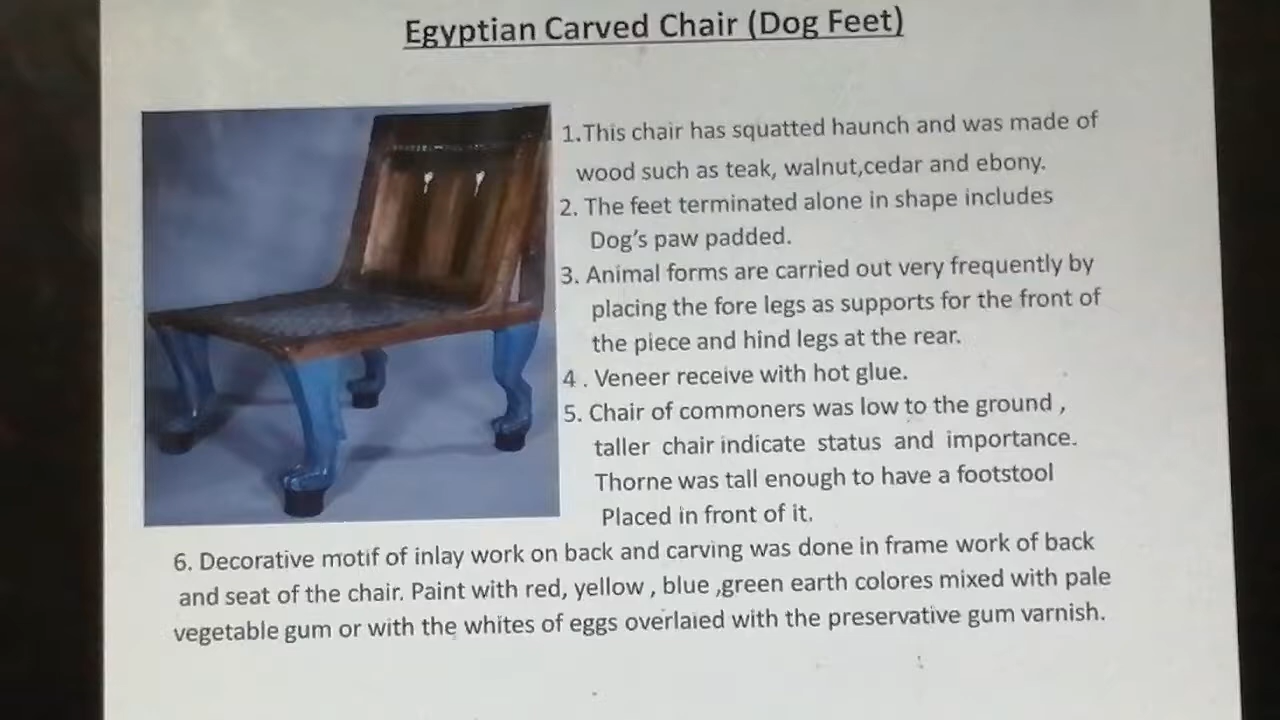 Egyptian Carved Chair (Dog Feet)
1.This chair has squatted haunch and was made of
wood such as teak, walnut,cedar and ebony.
2. The feet terminated alone in shape includes
Dog's paw padded.
3. Animal forms are carried out very frequently by
placing the fore legs as supports for the front of
the piece and hind legs at the rear.
4 . Veneer receive with hot glue.
5. Chair of commoners was low to the ground ,
taller chair indicate status and importance.
Thorne was tall enough to have a footstool
Placed in front of it.
6. Decorative motif of inlay work on back and carving was done in frame work of back
and seat of the chair. Paint with red, yellow , blue ,green earth colores mixed with pale
vegetable gum or with the whites of eggs overlaied with the preservative gum varnish.